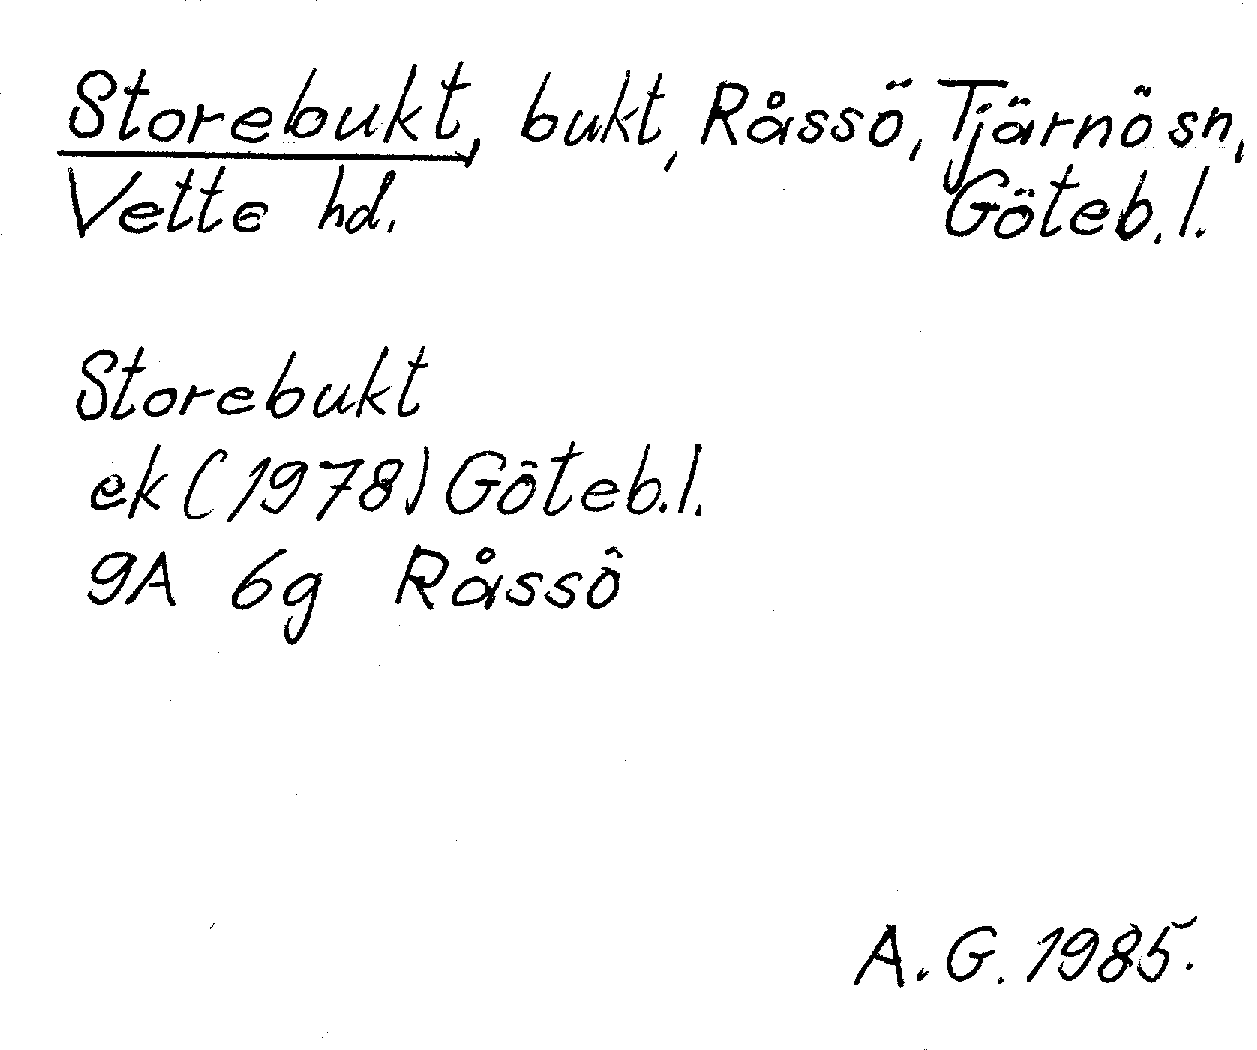 Storebukt, bukt, Råssö, Tjärnö sn,
Vette hd. Göteb. l.
Storebukt
ek (1978) Göteb. l.
9A 6g Råssö
A. G. 1985.